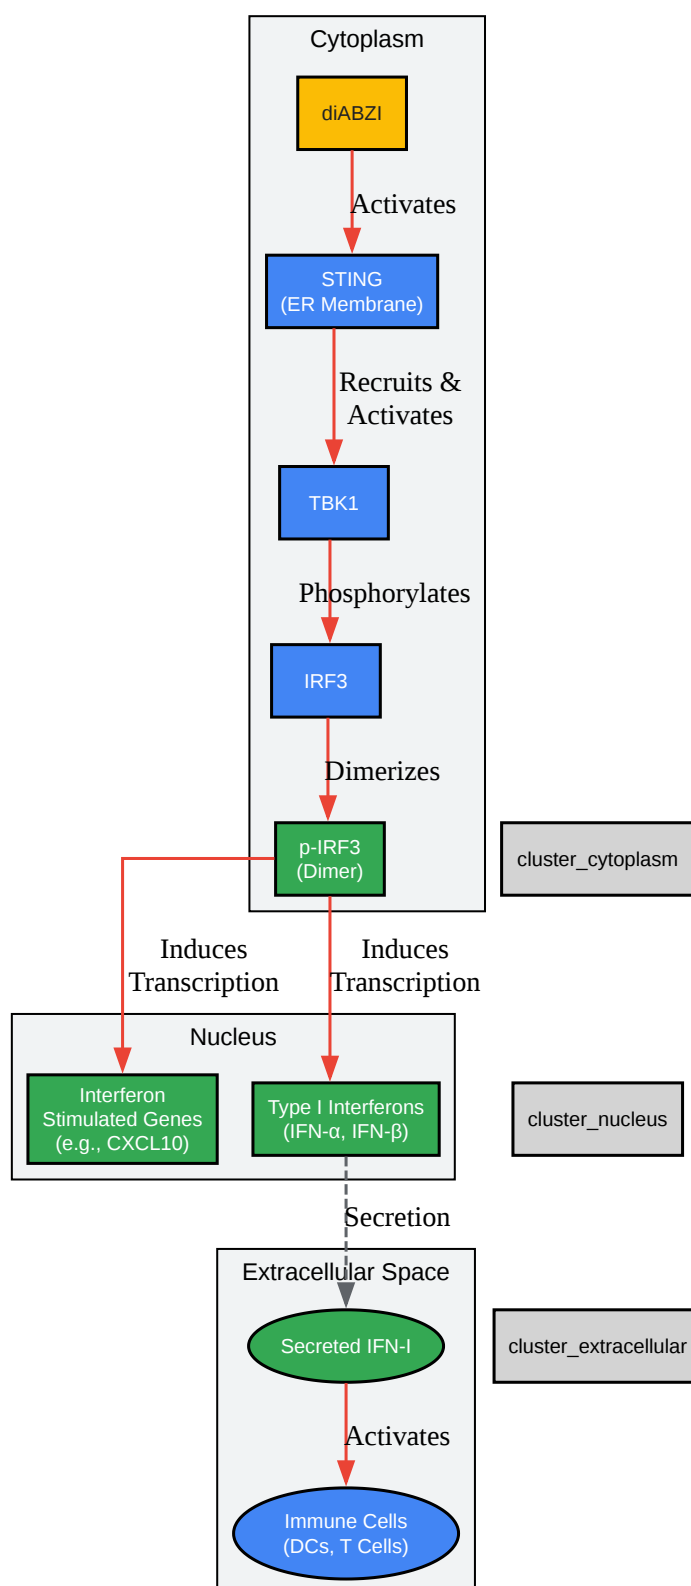 Cytoplasm
diABZI
Activates
STING
(ER Membrane)
Recruits &
Activates
TBK1
Phosphorylates
IRF3
Dimerizes
p-IRF3
(Dimer)
cluster_cytoplasm
Induces
Transcription
Induces
Transcription
Nucleus
Interferon
Stimulated Genes
(e.g., CXCL10)
Type I Interferons
(IFN-α, IFN-β)
cluster_nucleus
Secretion
Extracellular Space
Secreted IFN-I
cluster_extracellular
Activates
Immune Cells
(DCs, T Cells)